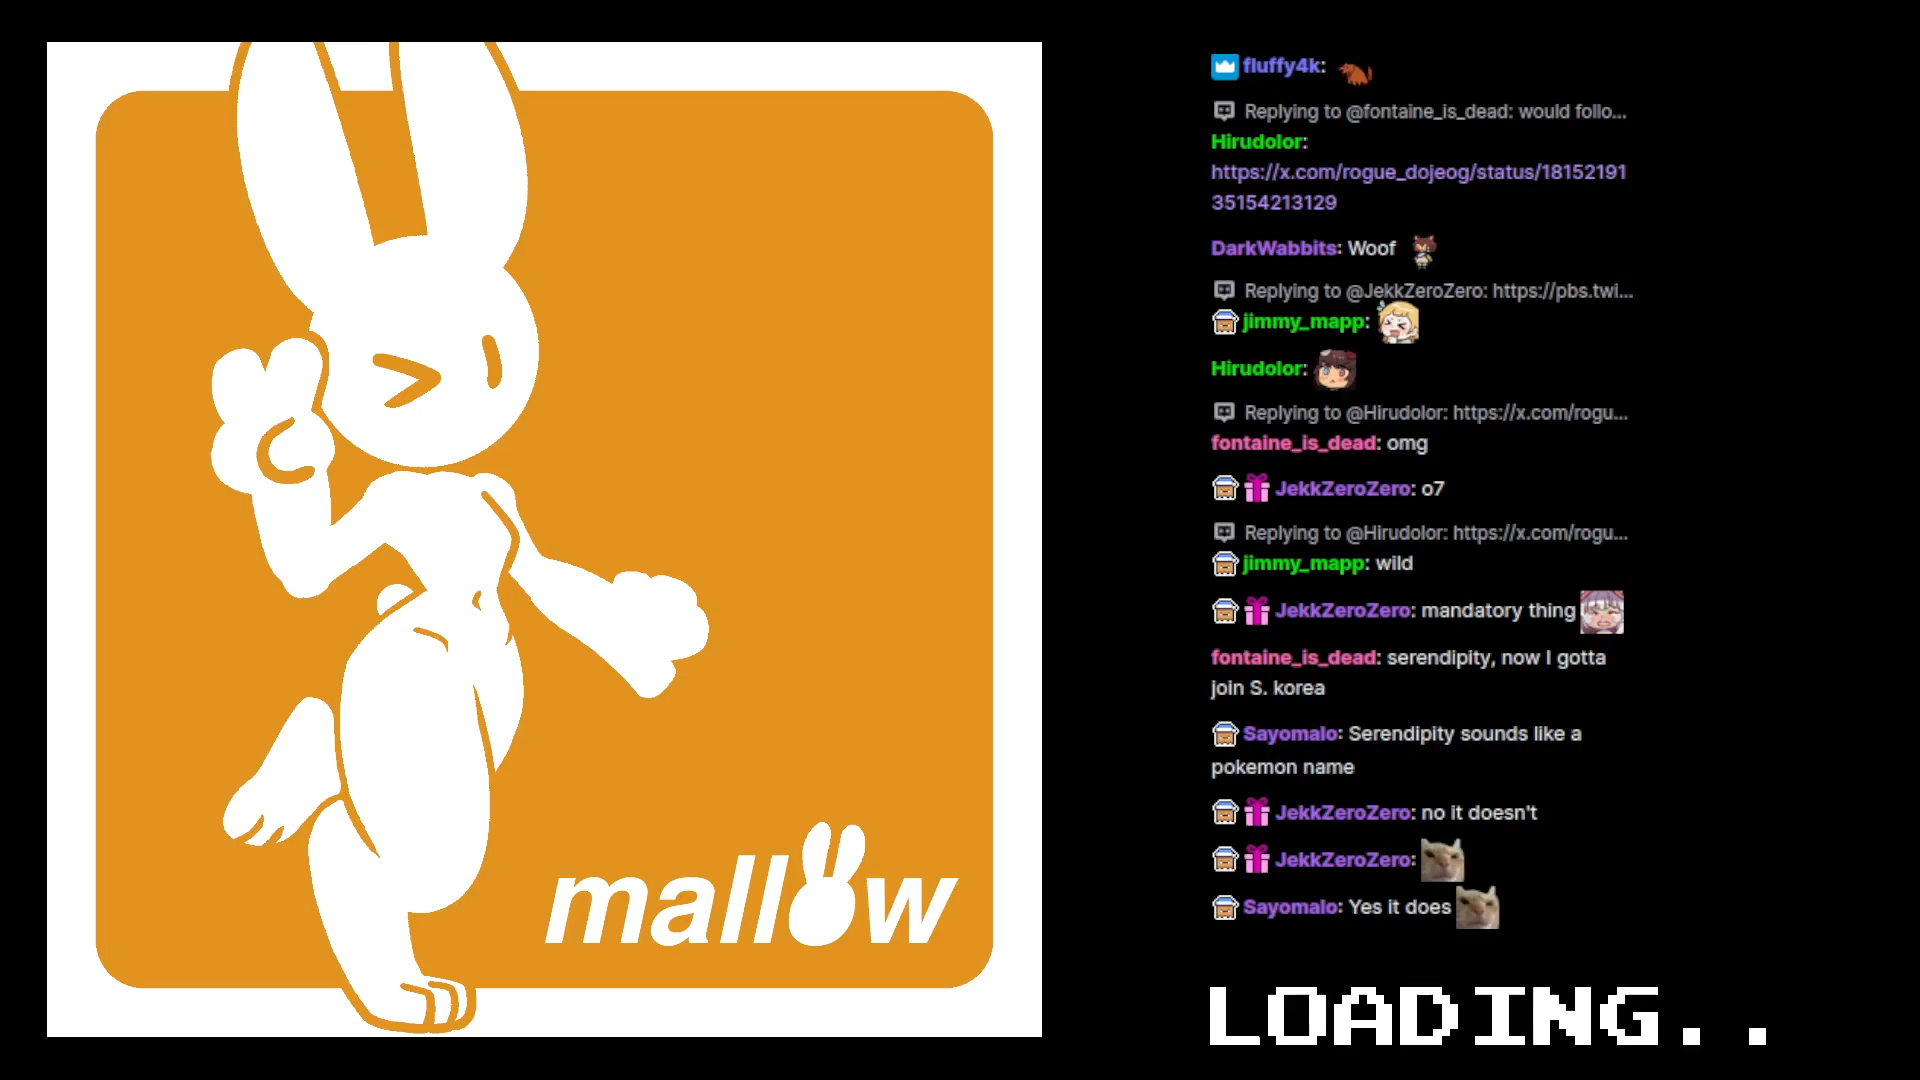 mallow
fluffy4k:
Replying to @fontaine_is_dead: would follo...
Hirudolor:
https://x.com/rogue_dojeog/status/18152191
35154213129
DarkWabbits: Woof
Replying to @JekkZeroZero: https://pbs.twi...
jimmy_mapp:
Hirudolor:
Replying to @Hirudolor: https://x.com/rogu...
fontaine_is_dead: omg
JekkZeroZero: o7
Replying to @Hirudolor: https://x.com/rogu...
jimmy_mapp: wild
JekkZeroZero: mandatory thing
fontaine_is_dead: serendipity, now I gotta
join S. korea
Sayomalo: Serendipity sounds like a
pokemon name
JekkZeroZero: no it doesn't
JekkZeroZero:
Sayomalo: Yes it does
LOADING..